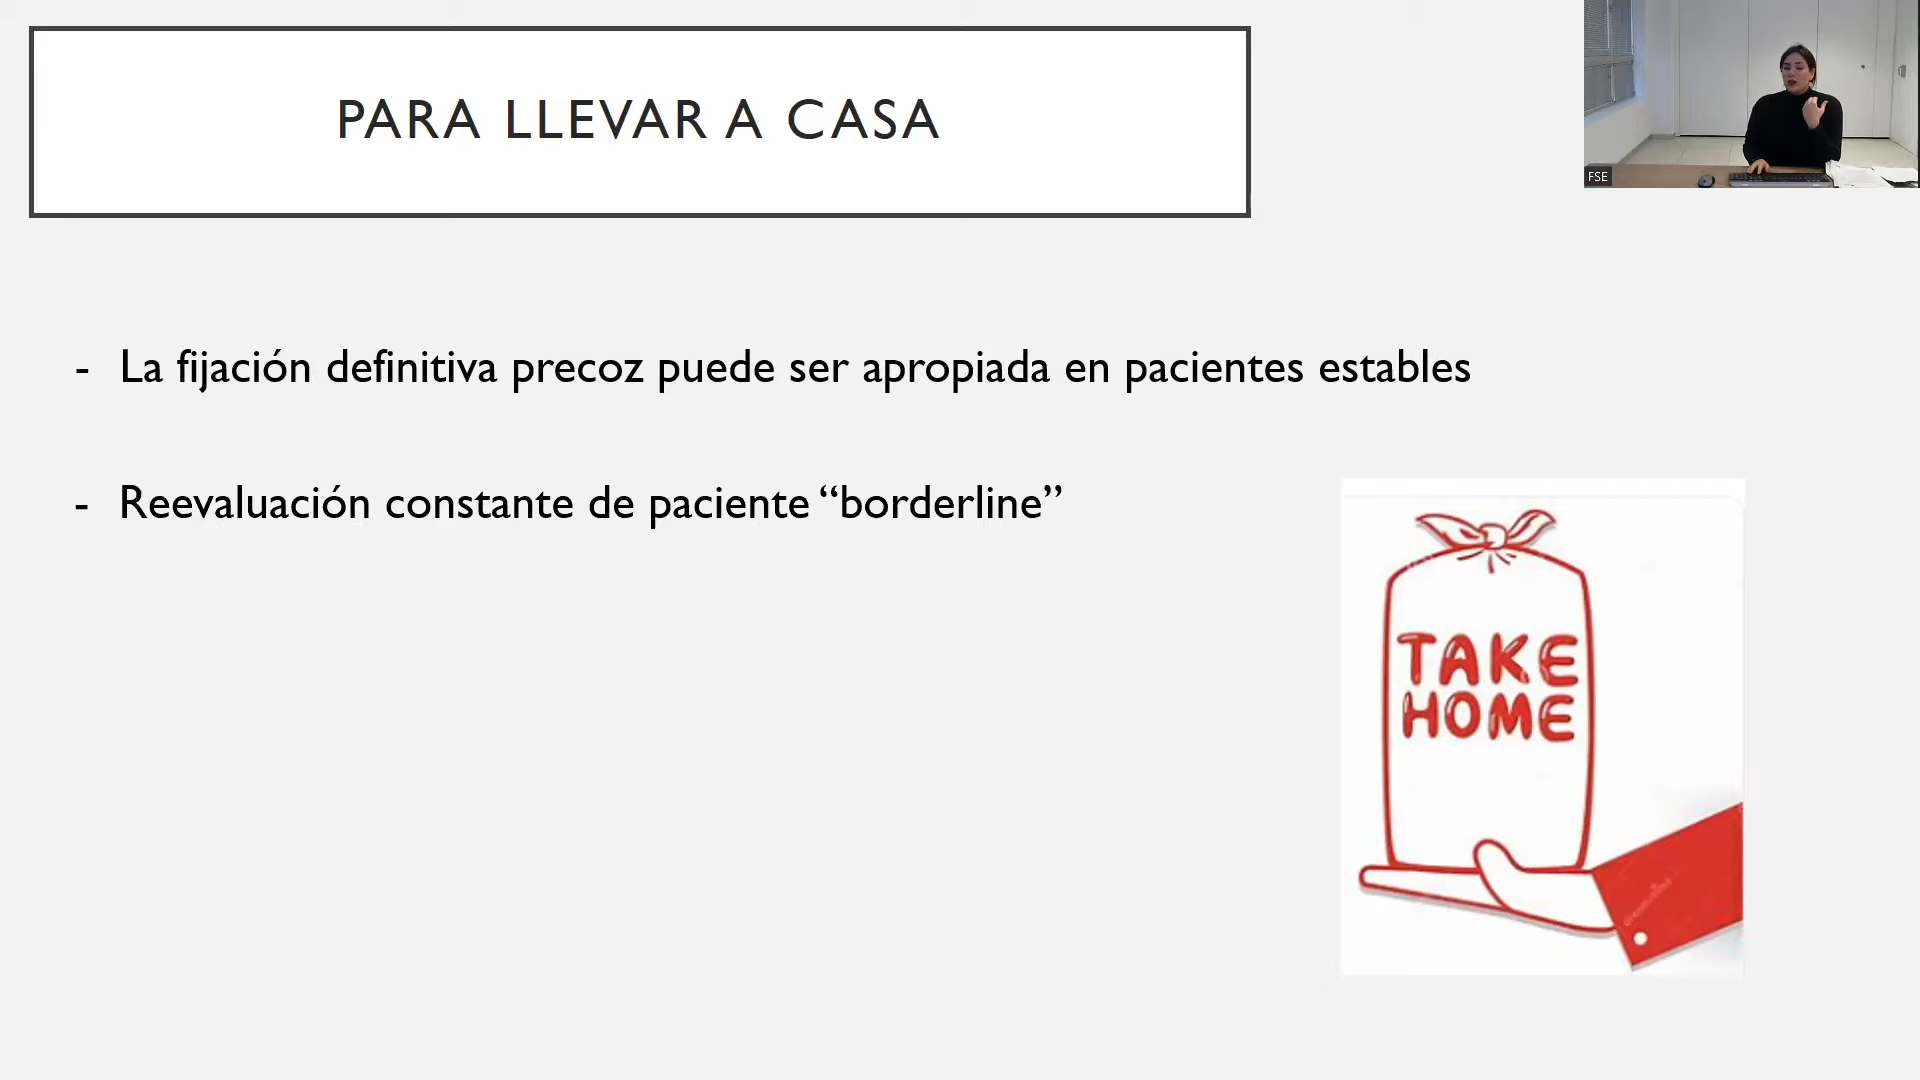 PARA LLEVAR A CASA
FSE
- La fijación definitiva precoz puede ser apropiada en pacientes estables
- Reevaluación constante de paciente “borderline”
TAKE
HOME